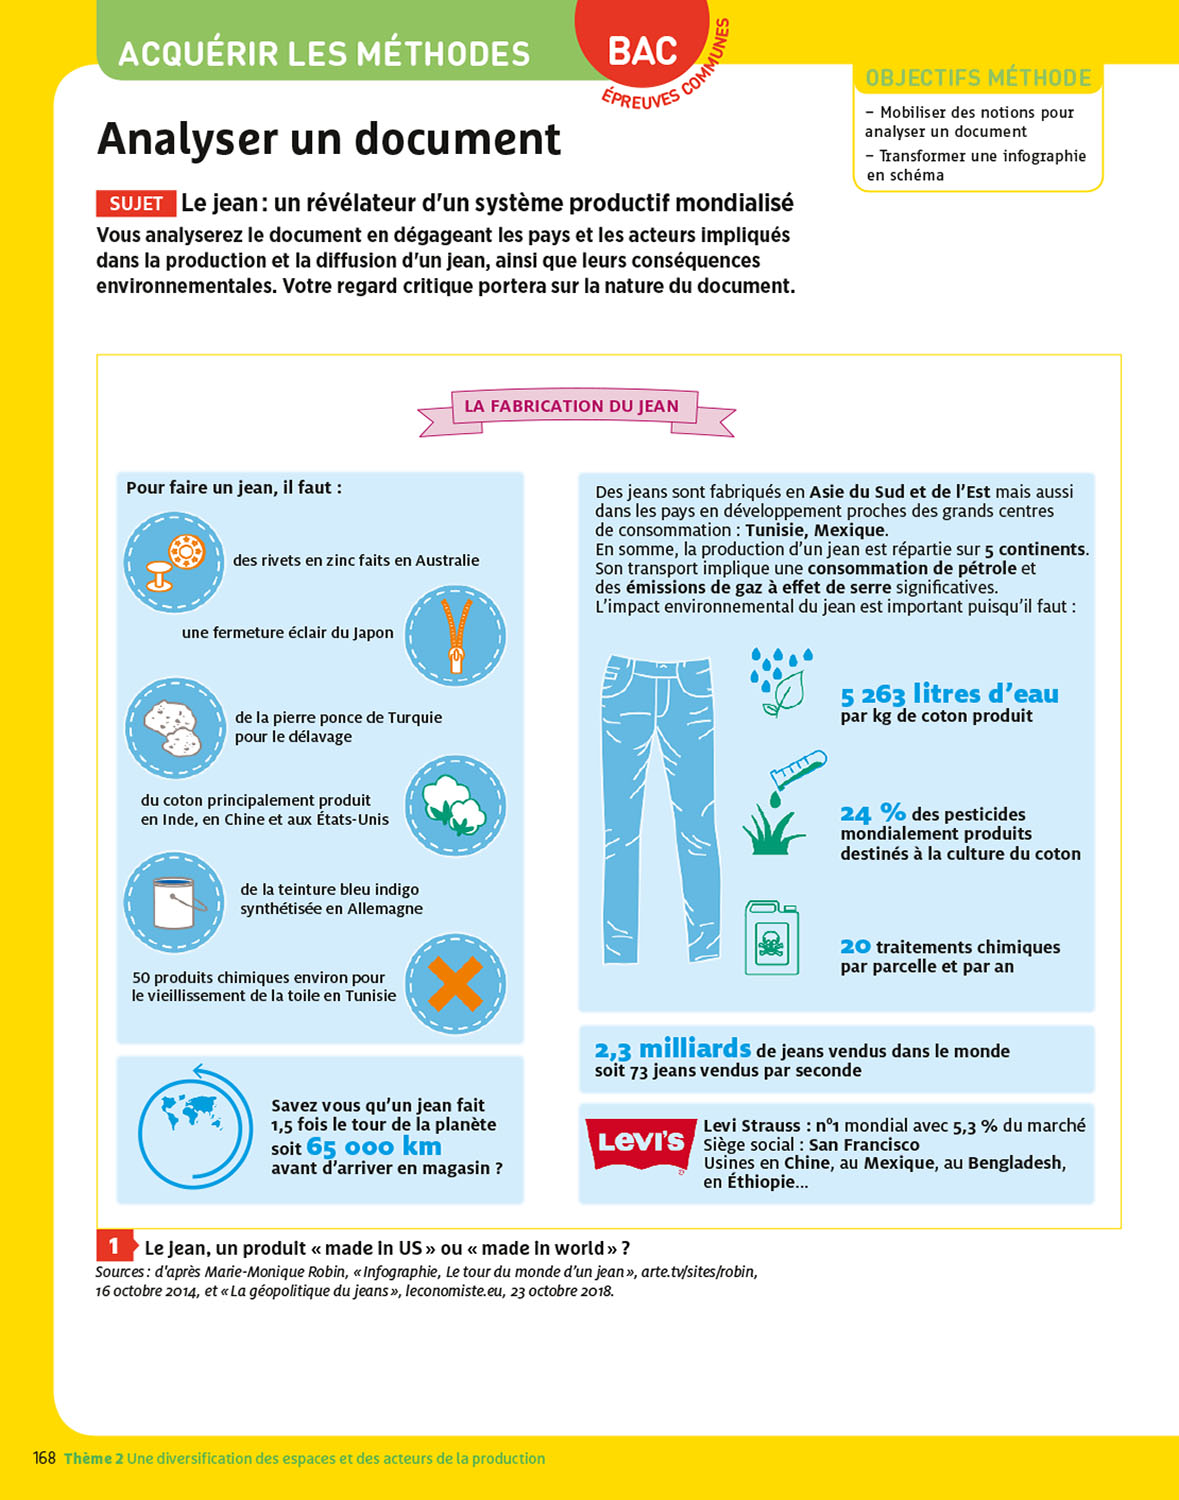 ACQUÉRIR LES MÉTHODES
BAC
ÉPREUVES COMMUNES
OBJECTIFS MÉTHODE
– Mobiliser des notions pour
analyser un document
– Transformer une infographie
en schéma
Analyser un document
SUJET Le jean : un révélateur d'un système productif mondialisé
Vous analyserez le document en dégageant les pays et les acteurs impliqués
dans la production et la diffusion d'un jean, ainsi que leurs conséquences
environnementales. Votre regard critique portera sur la nature du document.
LA FABRICATION DU JEAN
Pour faire un jean, il faut :
des rivets en zinc faits en Australie
une fermeture éclair du Japon
de la pierre ponce de Turquie
pour le délavage
du coton principalement produit
en Inde, en Chine et aux États-Unis
de la teinture bleu indigo
synthétisée en Allemagne
50 produits chimiques environ pour
le vieillissement de la toile en Tunisie
Savez vous qu'un jean fait
1,5 fois le tour de la planète
soit 65 000 km
avant d'arriver en magasin ?
Des jeans sont fabriqués en Asie du Sud et de l'Est mais aussi
dans les pays en développement proches des grands centres
de consommation : Tunisie, Mexique.
En somme, la production d'un jean est répartie sur 5 continents.
Son transport implique une consommation de pétrole et
des émissions de gaz à effet de serre significatives.
L'impact environnemental du jean est important puisqu'il faut :
5 263 litres d'eau
par kg de coton produit
24 % des pesticides
mondialement produits
destinés à la culture du coton
20 traitements chimiques
par parcelle et par an
2,3 milliards de jeans vendus dans le monde
soit 73 jeans vendus par seconde
LEVI'S
Levi Strauss : n°1 mondial avec 5,3 % du marché
Siège social : San Francisco
Usines en Chine, au Mexique, au Bengladesh,
en Éthiopie...
1 Le jean, un produit « made in US » ou « made in world » ?
Sources : d'après Marie-Monique Robin, « Infographie, Le tour du monde d'un jean », arte.tv/sites/robin,
16 octobre 2014, et « La géopolitique du jeans », leconomiste.eu, 23 octobre 2018.
168 Thème 2 Une diversification des espaces et des acteurs de la production